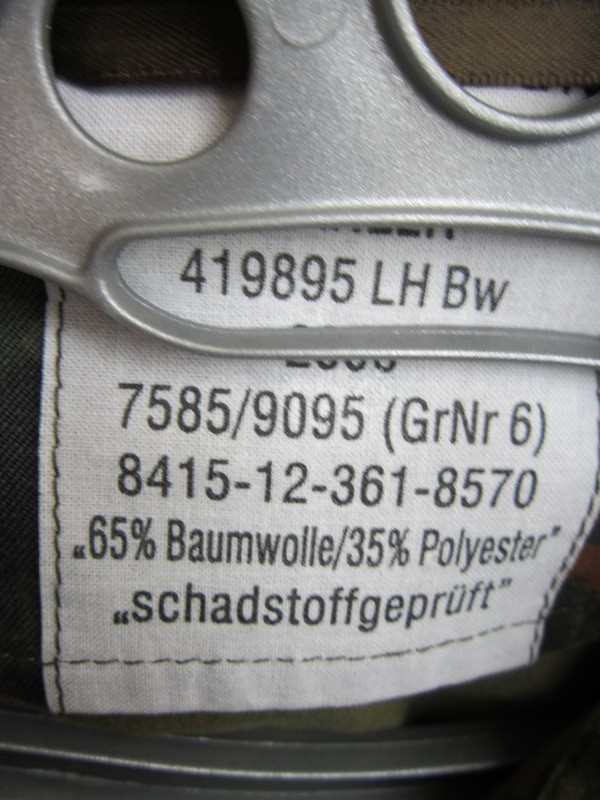 419895 LH Bw
7585/9095 (GrNr 6)
8415-12-361-8570
„65% Baumwolle/35% Polyester”
„schadstoffgeprüft”